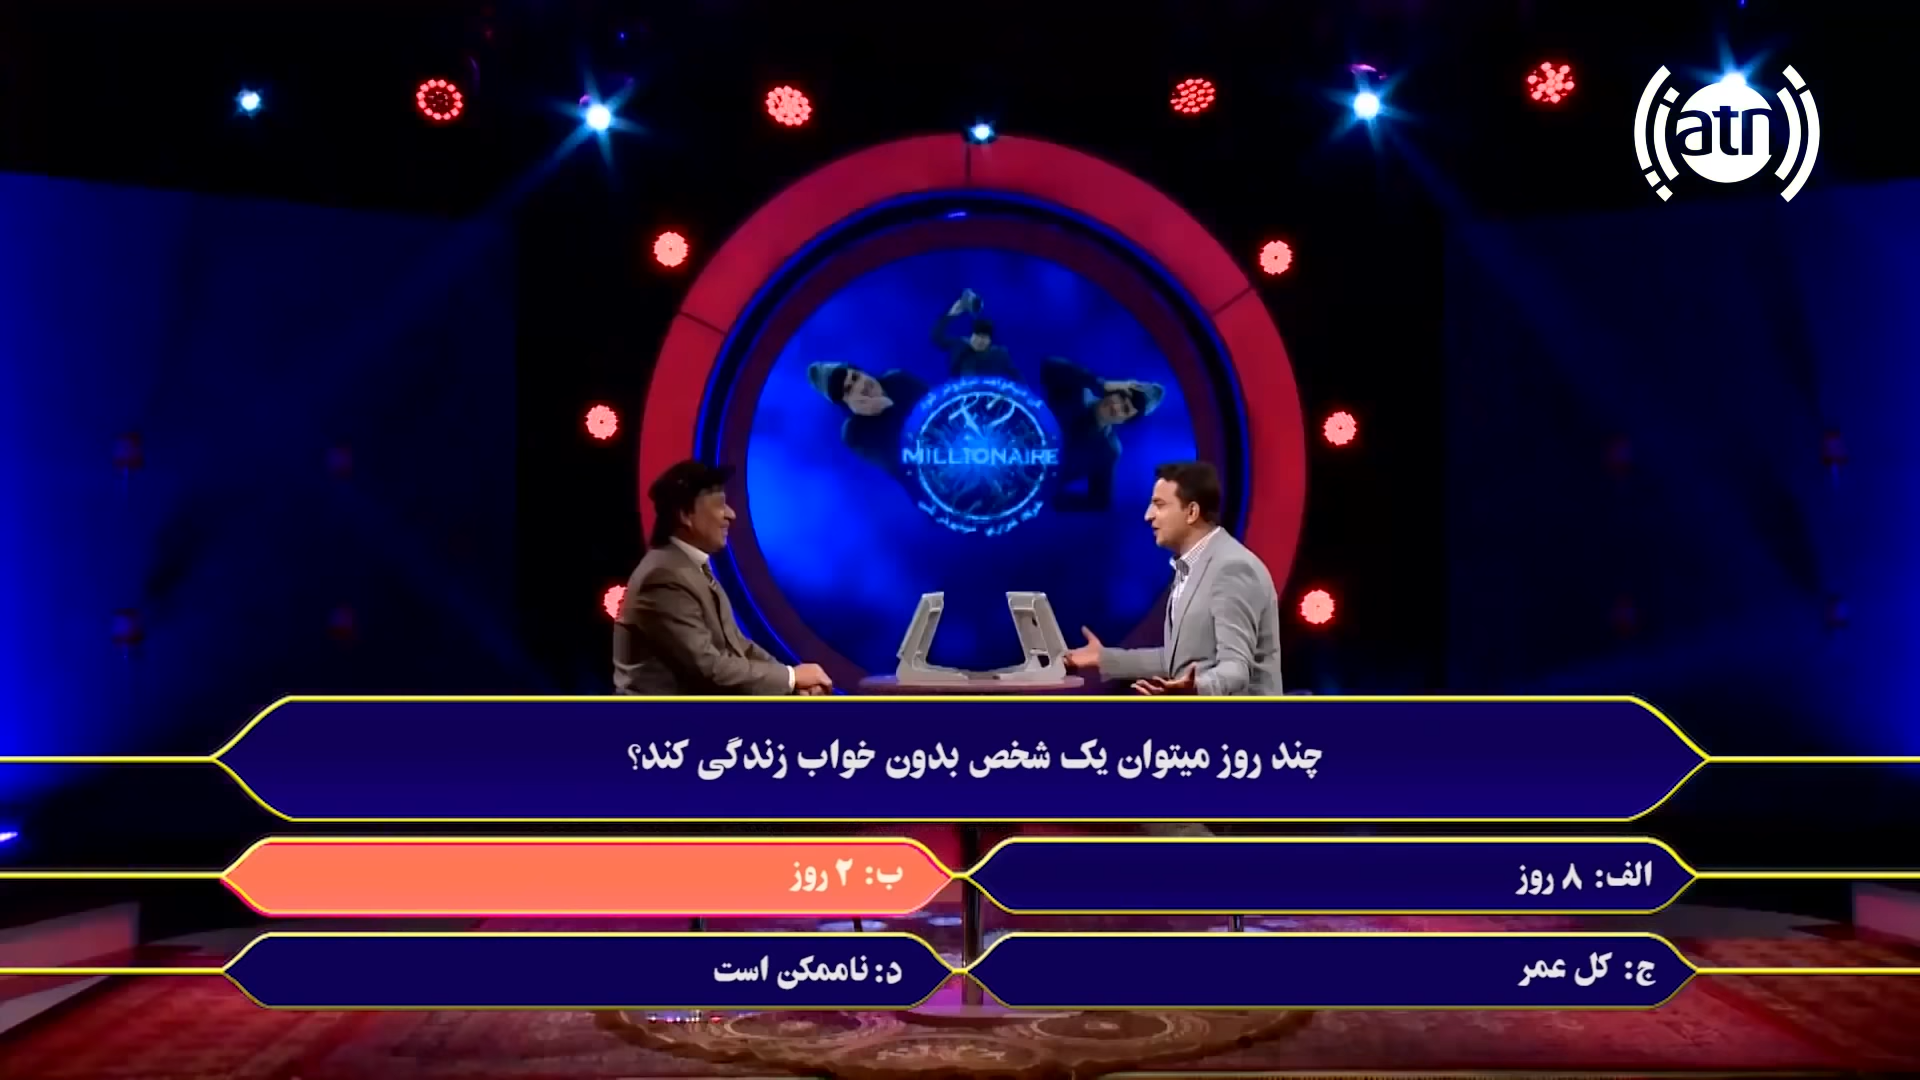 atn
MILLIONAIRE
چند روز میتوان یک شخص بدون خواب زندگی کند؟
الف: ۸ روز
ب: ۲ روز
ج: کل عمر
د: ناممکن است